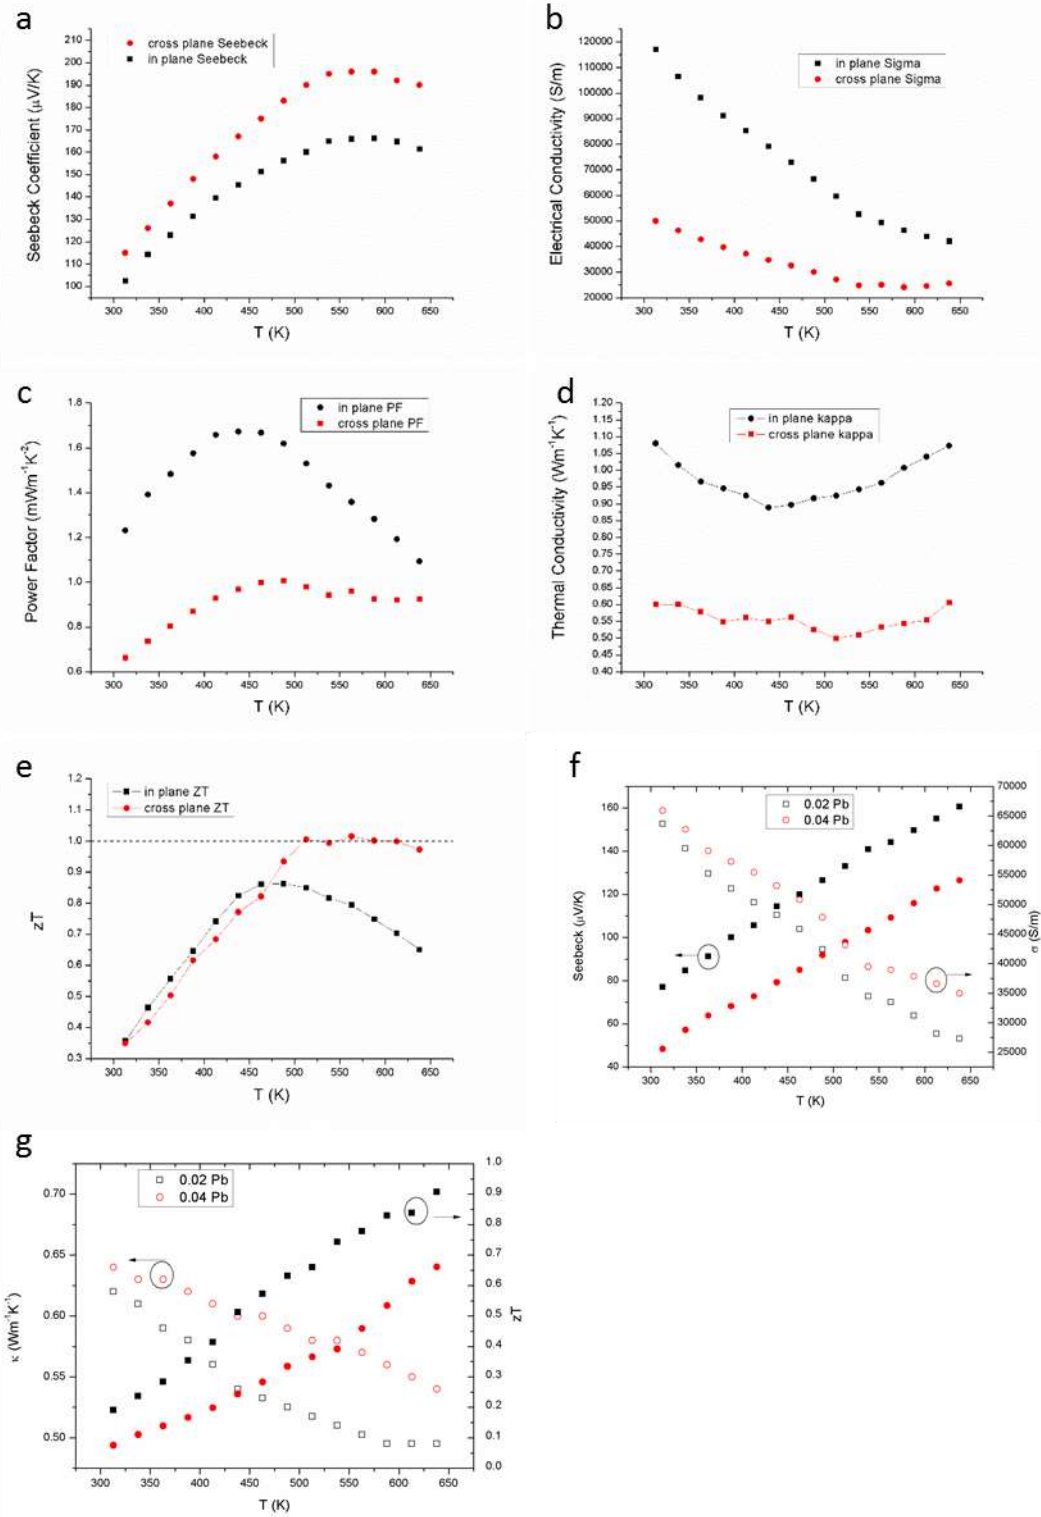 a
210
200
190
180
170
160
150
140
130
120
110
100
Seebeck Coefficient (μV/K)
cross plane Seebeck
in plane Seebeck
300 350 400 450 500 550 600 650
T (K)
b
120000
110000
100000
90000
80000
70000
60000
50000
40000
30000
20000
Electrical Conductivity (S/m)
in plane Sigma
cross plane Sigma
300 350 400 450 500 550 600 650
T (K)
c
1.8
1.6
1.4
1.2
1.0
0.8
0.6
Power Factor (mWm⁻¹K⁻²)
in plane PF
cross plane PF
300 350 400 450 500 550 600 650
T (K)
d
1.20
1.15
1.10
1.05
1.00
0.95
0.90
0.85
0.80
0.75
0.70
0.65
0.60
0.55
0.50
0.45
0.40
Thermal Conductivity (Wm⁻¹K⁻¹)
in plane kappa
cross plane kappa
300 350 400 450 500 550 600 650
T (K)
e
1.2
1.1
1.0
0.9
0.8
0.7
0.6
0.5
0.4
0.3
zT
in plane ZT
cross plane ZT
300 350 400 450 500 550 600 650
T (K)
f
160
140
120
100
80
60
40
Seebeck (μV/K)
0.02 Pb
0.04 Pb
70000
65000
60000
55000
50000
45000
40000
35000
30000
25000
σ (S/m)
300 350 400 450 500 550 600 650
T (K)
g
0.70
0.65
0.60
0.55
0.50
κ (Wm⁻¹K⁻¹)
0.02 Pb
0.04 Pb
1.0
0.9
0.8
0.7
0.6
0.5
0.4
0.3
0.2
0.1
0.0
zT
300 350 400 450 500 550 600 650
T (K)